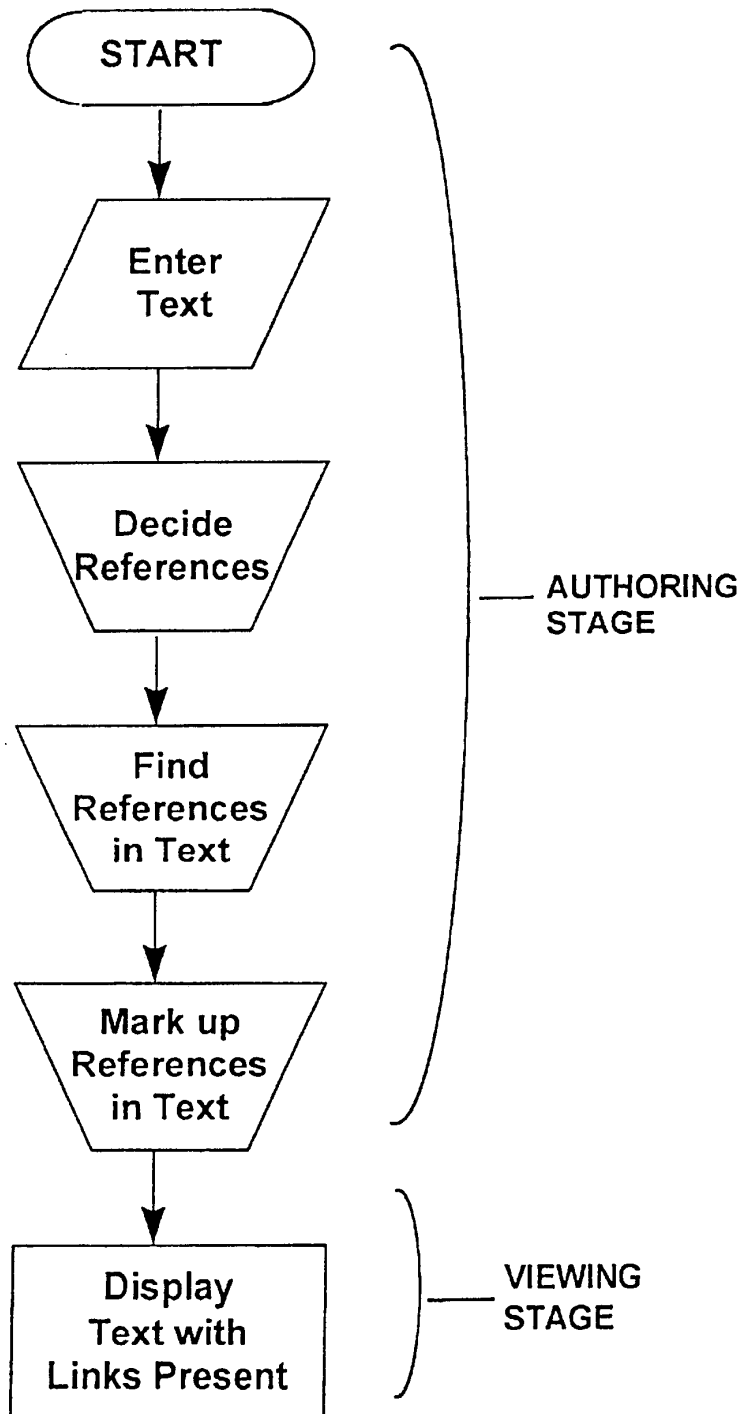 START
Enter
Text
Decide
References
Find
References
in Text
Mark up
References
in Text
AUTHORING
STAGE
Display
Text with
Links Present
VIEWING
STAGE